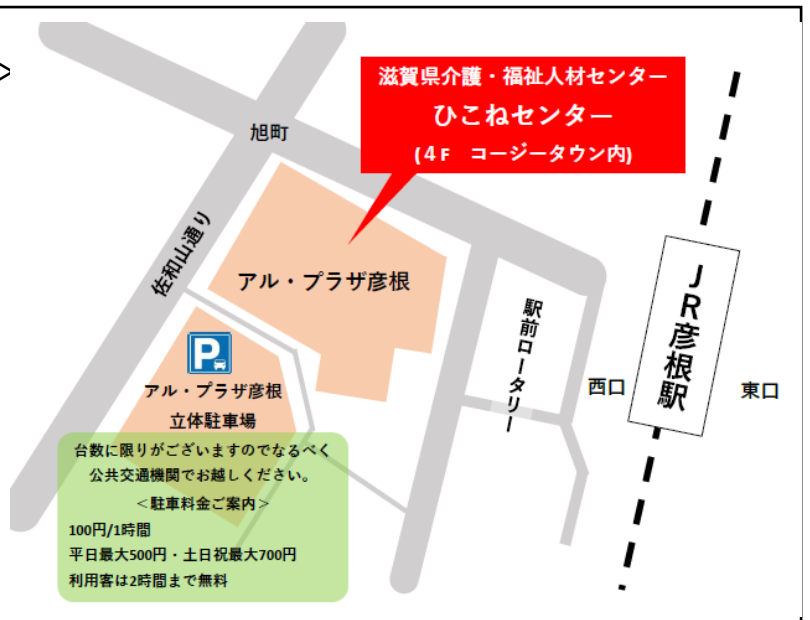 >
滋賀県介護・福祉人材センター
ひこねセンター
(4F コージータウン内)
旭町
佐和山通り
アル・プラザ彦根
駅前ロータリー
JR彦根駅
西口
東口
P
アル・プラザ彦根
立体駐車場
台数に限りがございますのでなるべく
公共交通機関でお越しください。
＜駐車料金ご案内＞
100円/1時間
平日最大500円・土日祝最大700円
利用客は2時間まで無料